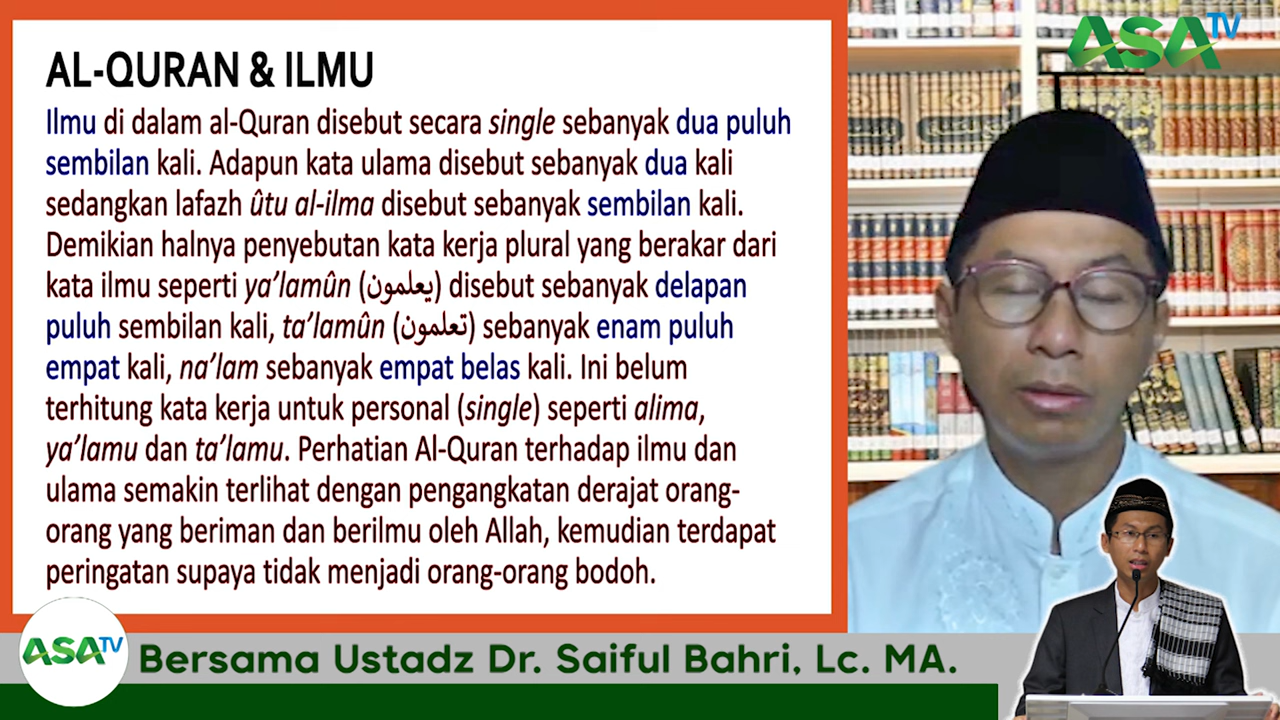 AL-QURAN & ILMU
Ilmu di dalam al-Quran disebut secara single sebanyak dua puluh
sembilan kali. Adapun kata ulama disebut sebanyak dua kali
sedangkan lafazh ûtu al-ilma disebut sebanyak sembilan kali.
Demikian halnya penyebutan kata kerja plural yang berakar dari
kata ilmu seperti ya’lamûn (يعلمون) disebut sebanyak delapan
puluh sembilan kali, ta’lamûn (تعلمون) sebanyak enam puluh
empat kali, na’lam sebanyak empat belas kali. Ini belum
terhitung kata kerja untuk personal (single) seperti alima,
ya’lamu dan ta’lamu. Perhatian Al-Quran terhadap ilmu dan
ulama semakin terlihat dengan pengangkatan derajat orang-
orang yang beriman dan berilmu oleh Allah, kemudian terdapat
peringatan supaya tidak menjadi orang-orang bodoh.
ASA TV
ASA TV
Bersama Ustadz Dr. Saiful Bahri, Lc. MA.